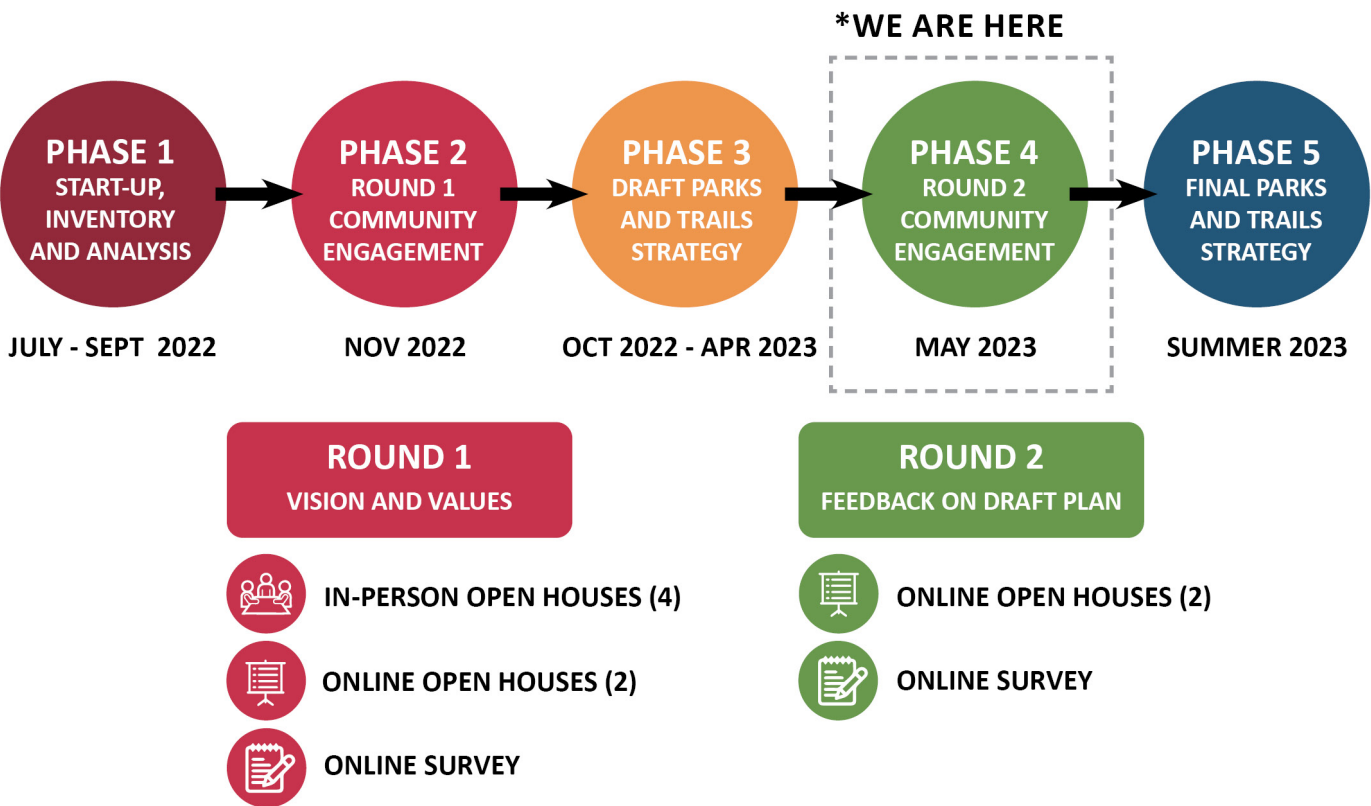 *WE ARE HERE
PHASE 1
START-UP,
INVENTORY
AND ANALYSIS
PHASE 2
ROUND 1
COMMUNITY
ENGAGEMENT
PHASE 3
DRAFT PARKS
AND TRAILS
STRATEGY
PHASE 4
ROUND 2
COMMUNITY
ENGAGEMENT
PHASE 5
FINAL PARKS
AND TRAILS
STRATEGY
JULY - SEPT 2022
NOV 2022
OCT 2022 - APR 2023
MAY 2023
SUMMER 2023
ROUND 1
VISION AND VALUES
IN-PERSON OPEN HOUSES (4)
ONLINE OPEN HOUSES (2)
ONLINE SURVEY
ROUND 2
FEEDBACK ON DRAFT PLAN
ONLINE OPEN HOUSES (2)
ONLINE SURVEY